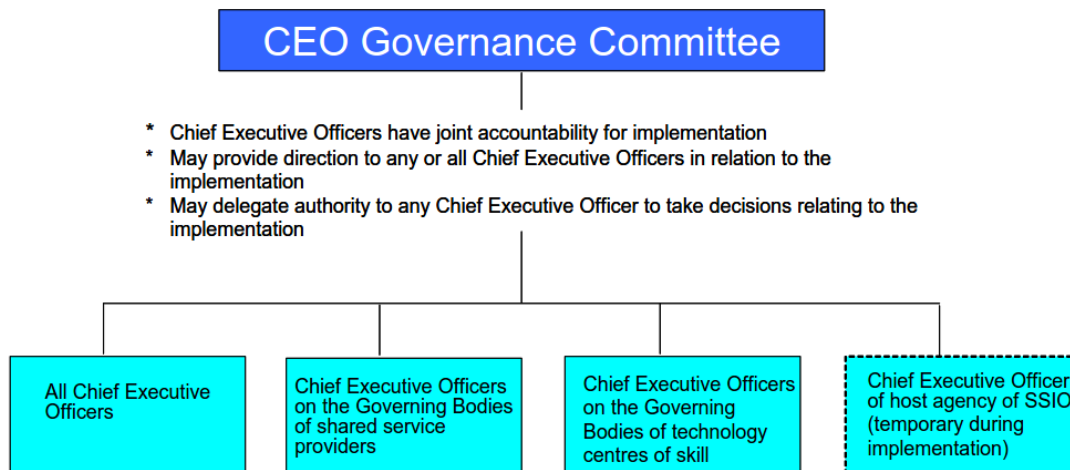 CEO Governance Committee
* Chief Executive Officers have joint accountability for implementation
* May provide direction to any or all Chief Executive Officers in relation to the
implementation
* May delegate authority to any Chief Executive Officer to take decisions relating to the
implementation
All Chief Executive
Officers
Chief Executive Officers
on the Governing Bodies
of shared service
providers
Chief Executive Officers
on the Governing
Bodies of technology
centres of skill
Chief Executive Officer
of host agency of SSIO
(temporary during
implementation)